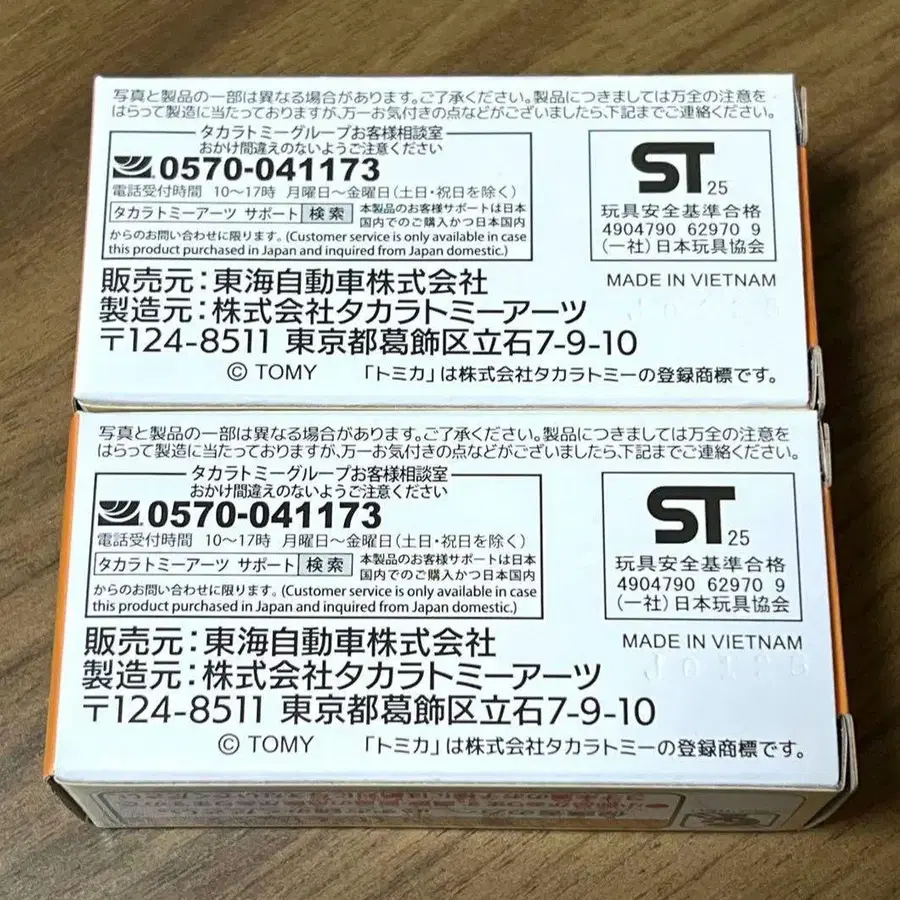 写真と製品の一部は異なる場合があります。ご了承ください。製品につきましては万全の注意を
はらって製造に当たっておりますが、万一お気付きの点などがございましたら、下記までご連絡ください。
タカラトミーグループお客様相談室
おかけ間違えのないようご注意ください
0570-041173
電話受付時間 10〜17時 月曜日〜金曜日(土日・祝日を除く)
タカラトミーアーツ サポート 検索 本製品のお客様サポートは日本
国内でのご購入かつ日本国内
からのお問い合わせに限ります。(Customer service is only available in case
this product purchased in Japan and inquired from Japan domestic.)
ST 25
玩具安全基準合格
4904790 62970 9
(一社)日本玩具協会
MADE IN VIETNAM
販売元:東海自動車株式会社
製造元:株式会社タカラトミーアーツ
〒124-8511 東京都葛飾区立石7-9-10
© TOMY 「トミカ」は株式会社タカラトミーの登録商標です。
写真と製品の一部は異なる場合があります。ご了承ください。製品につきましては万全の注意を
はらって製造に当たっておりますが、万一お気付きの点などがございましたら、下記までご連絡ください。
タカラトミーグループお客様相談室
おかけ間違えのないようご注意ください
0570-041173
電話受付時間 10〜17時 月曜日〜金曜日(土日・祝日を除く)
タカラトミーアーツ サポート 検索 本製品のお客様サポートは日本
国内でのご購入かつ日本国内
からのお問い合わせに限ります。(Customer service is only available in case
this product purchased in Japan and inquired from Japan domestic.)
ST 25
玩具安全基準合格
4904790 62970 9
(一社)日本玩具協会
MADE IN VIETNAM
販売元:東海自動車株式会社
製造元:株式会社タカラトミーアーツ
〒124-8511 東京都葛飾区立石7-9-10
© TOMY 「トミカ」は株式会社タカラトミーの登録商標です。